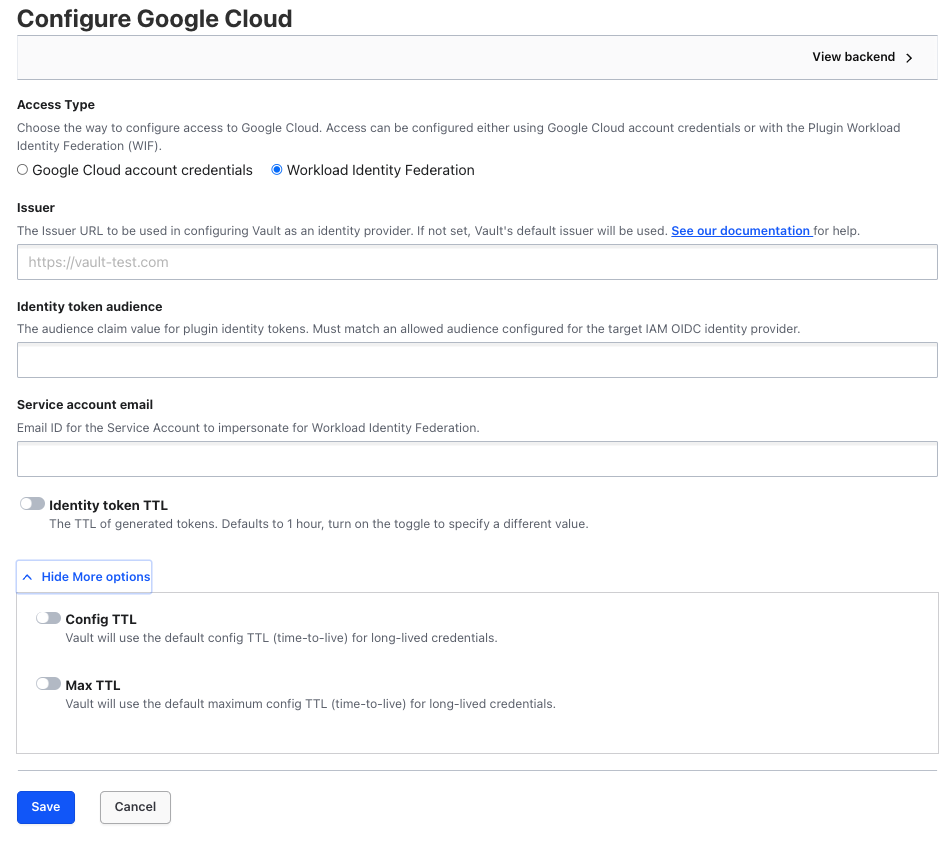 Configure Google Cloud
View backend
Access Type
Choose the way to configure access to Google Cloud. Access can be configured either using Google Cloud account credentials or with the Plugin Workload
Identity Federation (WIF).
Google Cloud account credentials Workload Identity Federation
Issuer
The Issuer URL to be used in configuring Vault as an identity provider. If not set, Vault's default issuer will be used. See our documentation for help.
https://vault-test.com
Identity token audience
The audience claim value for plugin identity tokens. Must match an allowed audience configured for the target IAM OIDC identity provider.
Service account email
Email ID for the Service Account to impersonate for Workload Identity Federation.
Identity token TTL
The TTL of generated tokens. Defaults to 1 hour, turn on the toggle to specify a different value.
Hide More options
Config TTL
Vault will use the default config TTL (time-to-live) for long-lived credentials.
Max TTL
Vault will use the default maximum config TTL (time-to-live) for long-lived credentials.
Save Cancel